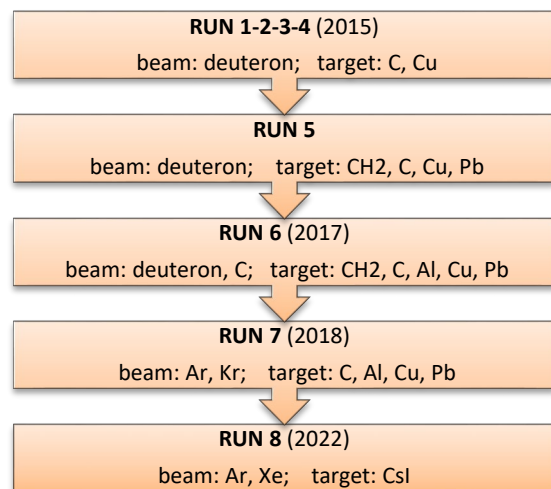 RUN 1-2-3-4 (2015)
beam: deuteron; target: C, Cu
RUN 5
beam: deuteron; target: CH2, C, Cu, Pb
RUN 6 (2017)
beam: deuteron, C; target: CH2, C, Al, Cu, Pb
RUN 7 (2018)
beam: Ar, Kr; target: C, Al, Cu, Pb
RUN 8 (2022)
beam: Ar, Xe; target: CsI